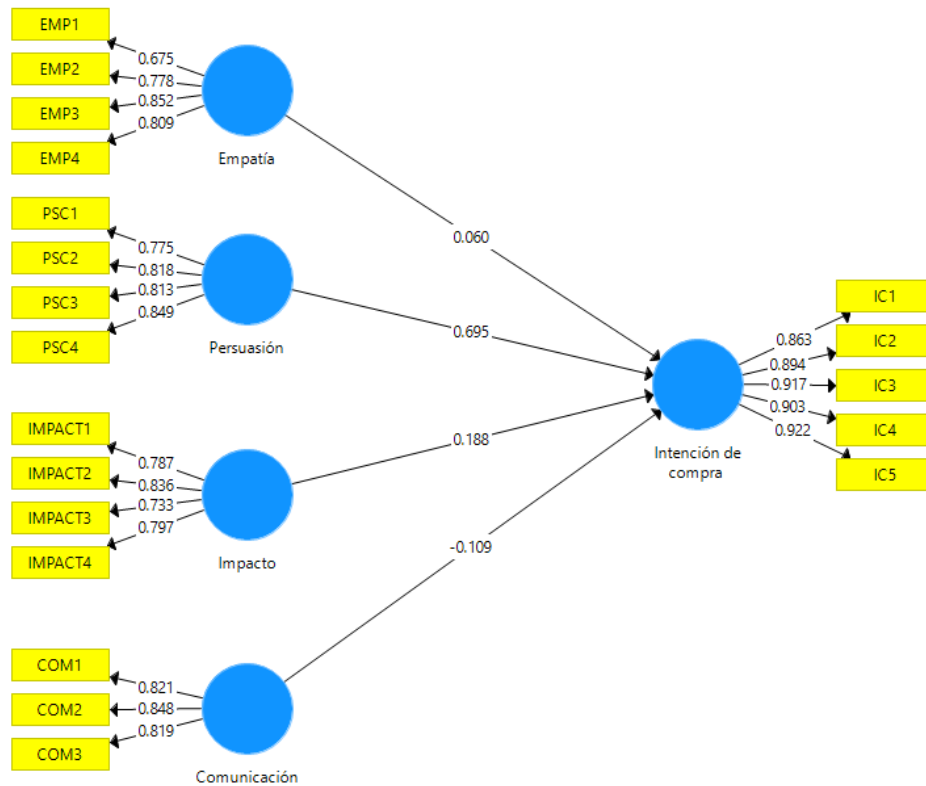 EMP1
EMP2
EMP3
EMP4
0.675
0.778
0.852
0.809
Empatía
PSC1
PSC2
PSC3
PSC4
0.775
0.818
0.813
0.849
Persuasión
IMPACT1
IMPACT2
IMPACT3
IMPACT4
0.787
0.836
0.733
0.797
Impacto
COM1
COM2
COM3
0.821
0.848
0.819
Comunicación
0.060
0.695
0.188
-0.109
Intención de
compra
0.863
0.894
0.917
0.903
0.922
IC1
IC2
IC3
IC4
IC5